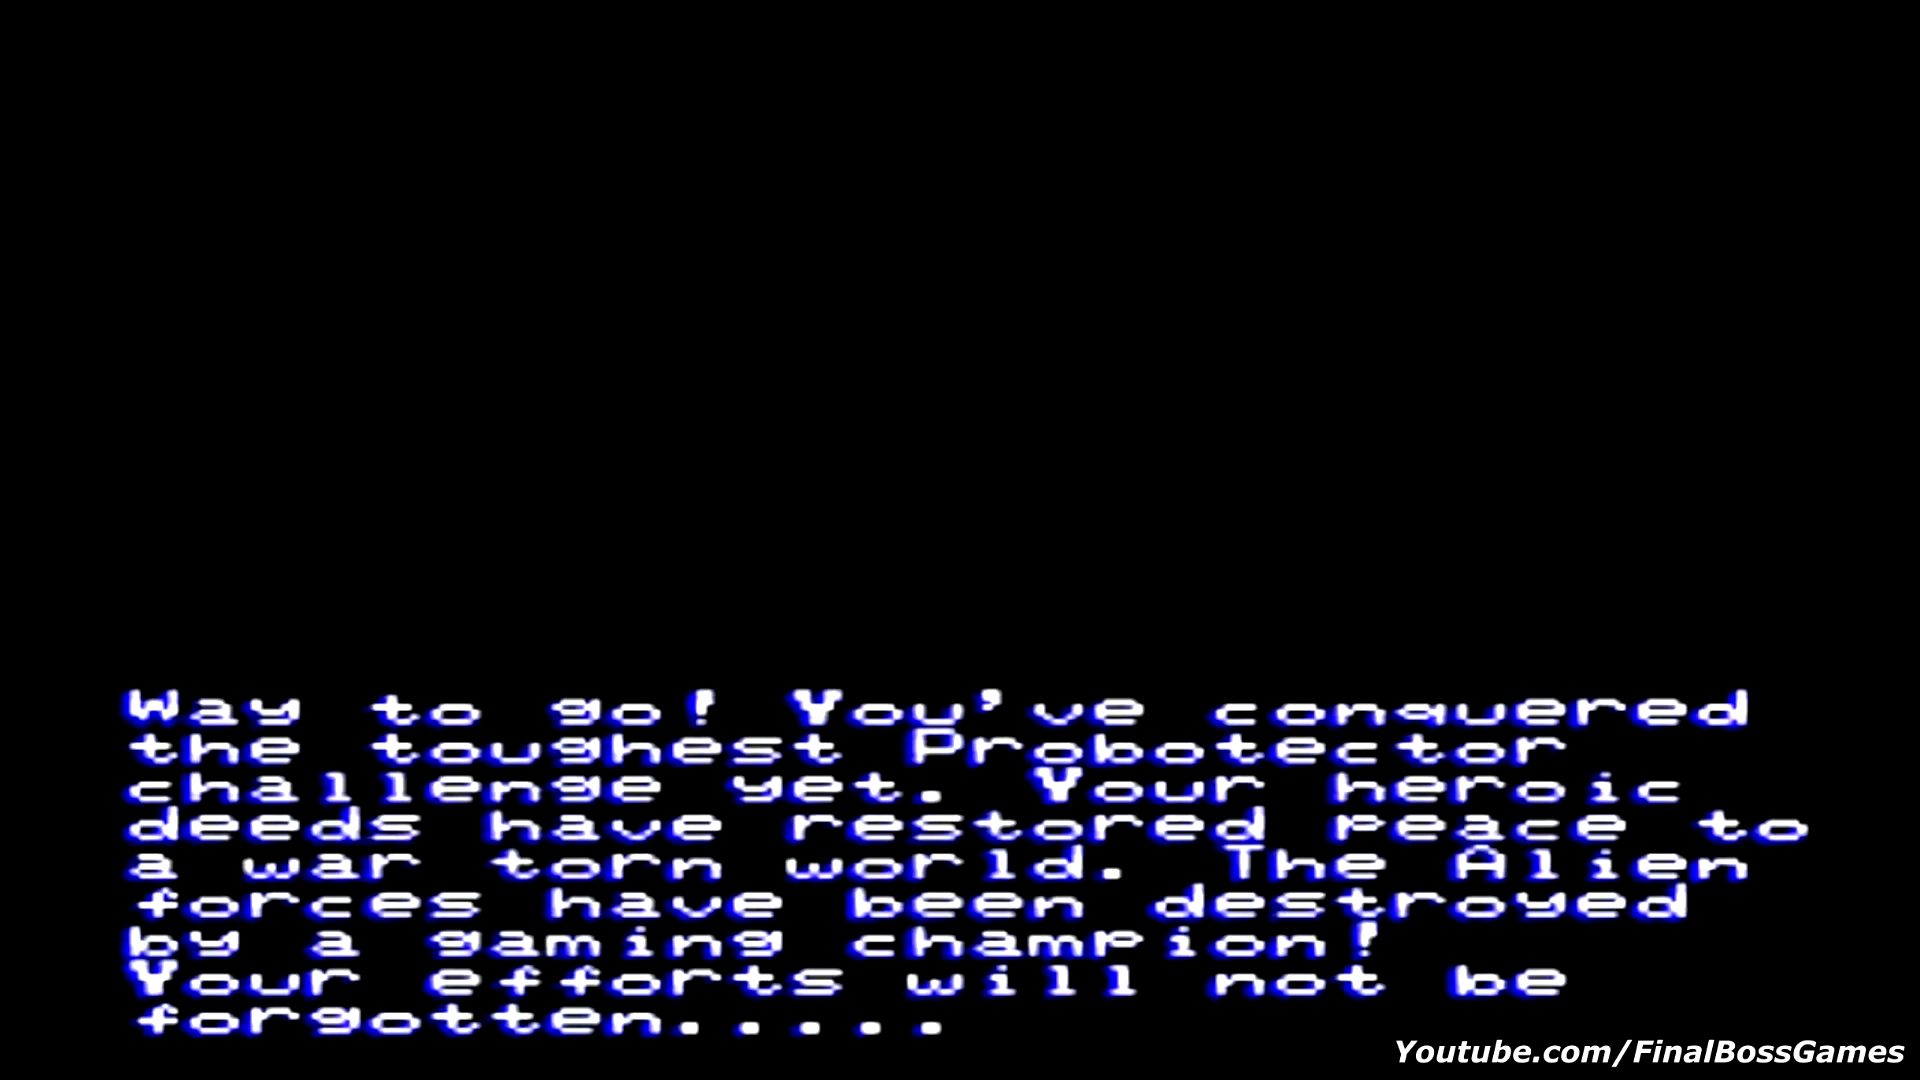 Way to go! You've conquered
the toughest Probotector
challenge yet. Your heroic
deeds have restored peace to
a war torn world. The Alien
forces have been destroyed
by a gaming champion!
Your efforts will not be
forgotten.....
Youtube.com/FinalBossGames